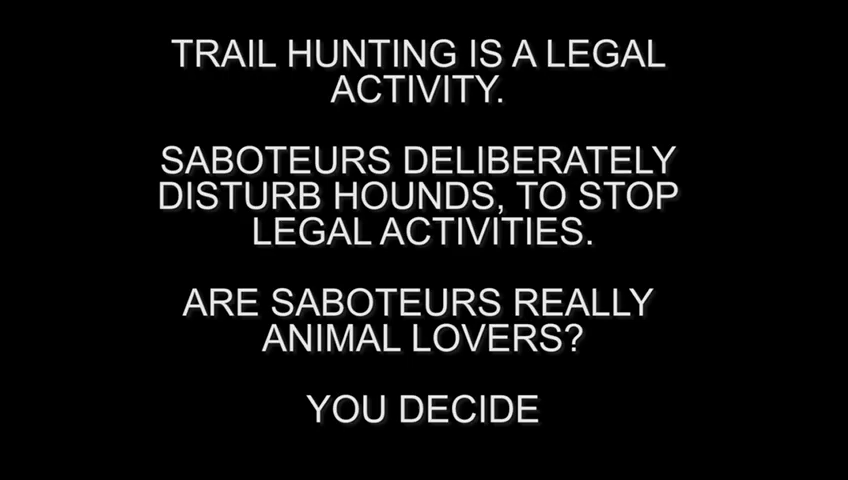 TRAIL HUNTING IS A LEGAL
ACTIVITY.
SABOTEURS DELIBERATELY
DISTURB HOUNDS, TO STOP
LEGAL ACTIVITIES.
ARE SABOTEURS REALLY
ANIMAL LOVERS?
YOU DECIDE